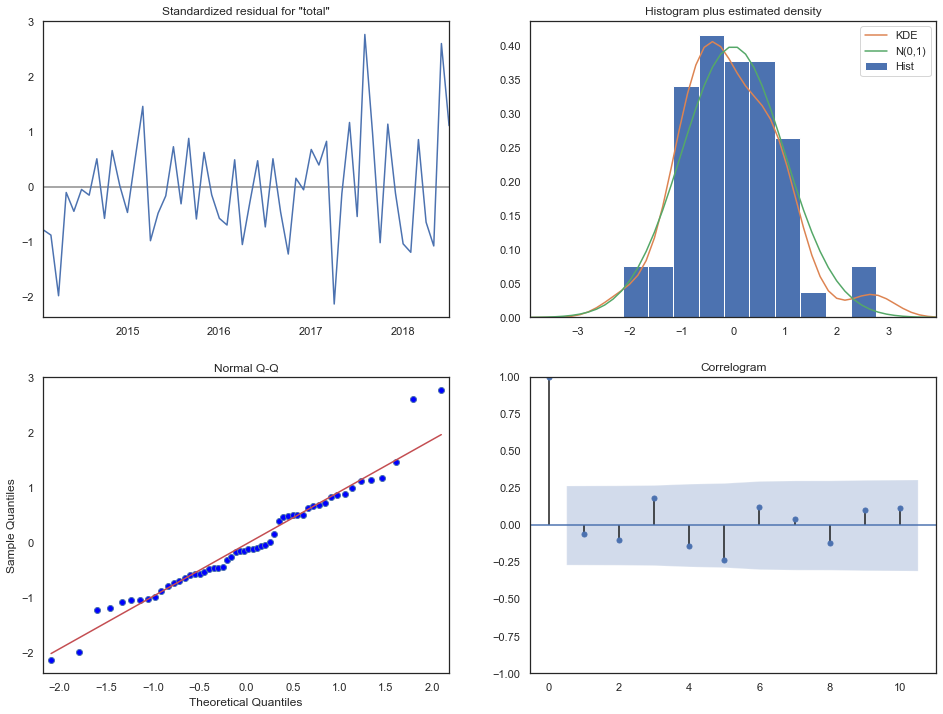 Standardized residual for "total"
3
2
1
0
−1
−2
2015 2016 2017 2018
Histogram plus estimated density
KDE
N(0,1)
Hist
0.40
0.35
0.30
0.25
0.20
0.15
0.10
0.05
0.00
−3 −2 −1 0 1 2 3
Normal Q-Q
Sample Quantiles
3
2
1
0
−1
−2
−2.0 −1.5 −1.0 −0.5 0.0 0.5 1.0 1.5 2.0
Theoretical Quantiles
Correlogram
1.00
0.75
0.50
0.25
0.00
−0.25
−0.50
−0.75
−1.00
0 2 4 6 8 10